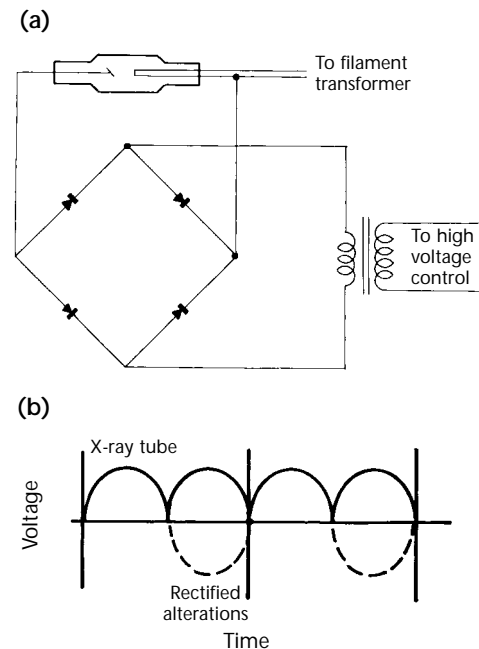 (a)
To filament
transformer
To high
voltage
control
(b)
X-ray tube
Voltage
Rectified
alterations
Time